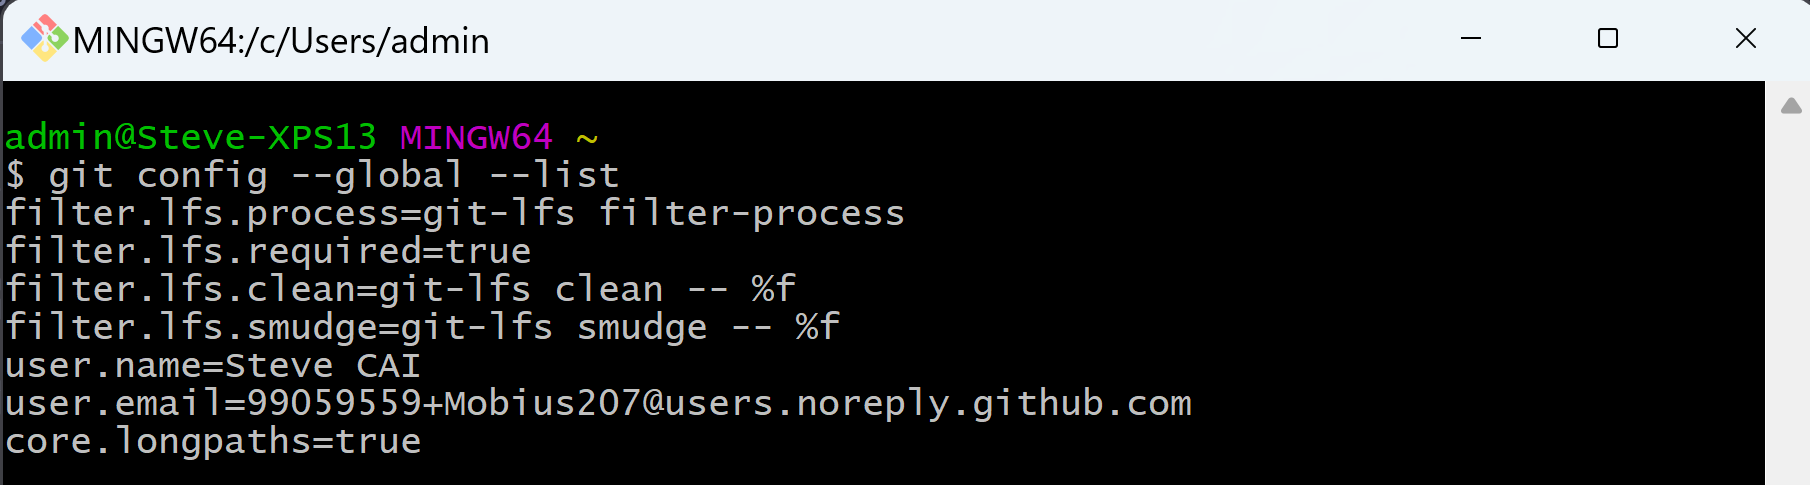 MINGW64:/c/Users/admin
admin@Steve-XPS13 MINGW64 ~
$ git config --global --list
filter.lfs.process=git-lfs filter-process
filter.lfs.required=true
filter.lfs.clean=git-lfs clean -- %f
filter.lfs.smudge=git-lfs smudge -- %f
user.name=Steve CAI
user.email=99059559+Mobius207@users.noreply.github.com
core.longpaths=true